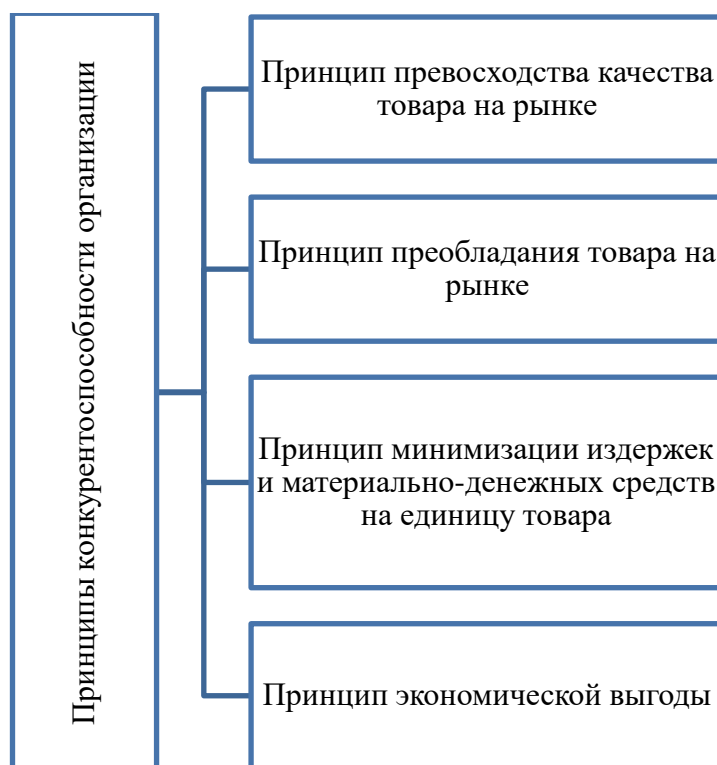 Принципы конкурентоспособности организации
Принцип превосходства качества
товара на рынке
Принцип преобладания товара на
рынке
Принцип минимизации издержек
и материально-денежных средств
на единицу товара
Принцип экономической выгоды